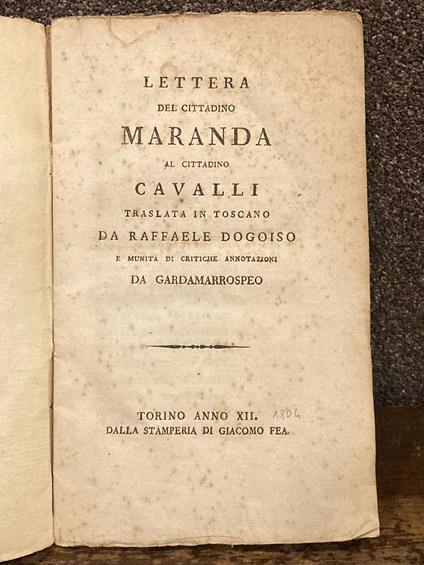 LETTERA
DEL CITTADINO
MARANDA
AL CITTADINO
CAVALLI
TRASLATA IN TOSCANO
DA RAFFAELE DOGOISO
E MUNITA DI CRITICHE ANNOTAZIONI
DA GARDAMARROSPEO
TORINO ANNO XII. 1804
DALLA STAMPERIA DI GIACOMO FEA.